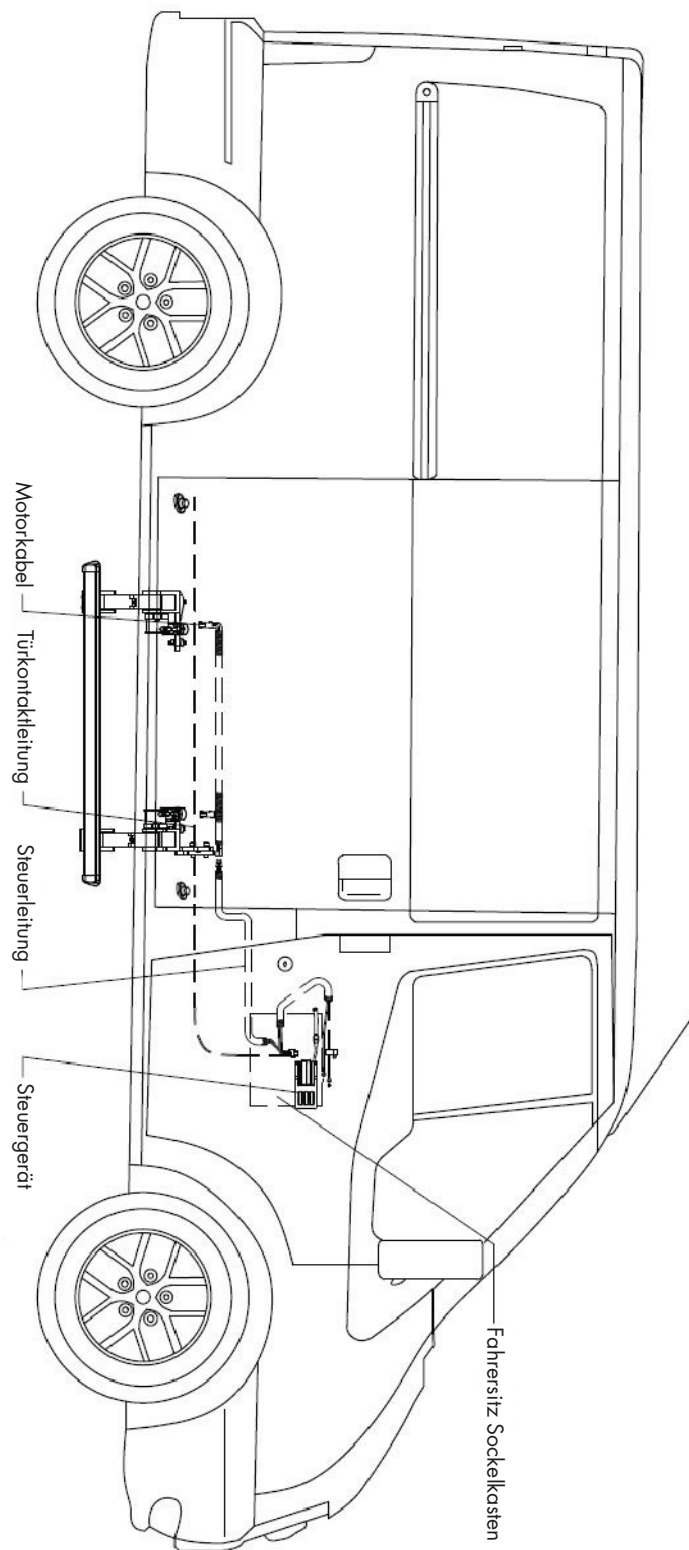 Fahrersitz Sockelkasten
Motorkabel
Türkontaktleitung
Steuerleitung
Steuergerät